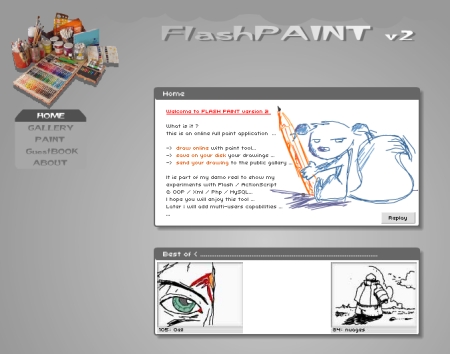 FlashPAINT v2
HOME
GALLERY
PAINT
GuestBOOK
ABOUT
Home
Welcome to FLASH PAINT version 2!
What is it ?
this is an online full paint application ...
-> draw online with paint tool...
-> save on your disk your drawings ...
-> send your drawing to the public gallery ...
It is part of my demo reel to show my
experiments with Flash / ActionScript
& OOP / Xml / Php / MySQL...
I hope you will enjoy this tool ...
Later I will add multi-users capabilities ...
...
Replay
Best of
105: Oeil
84: nuages